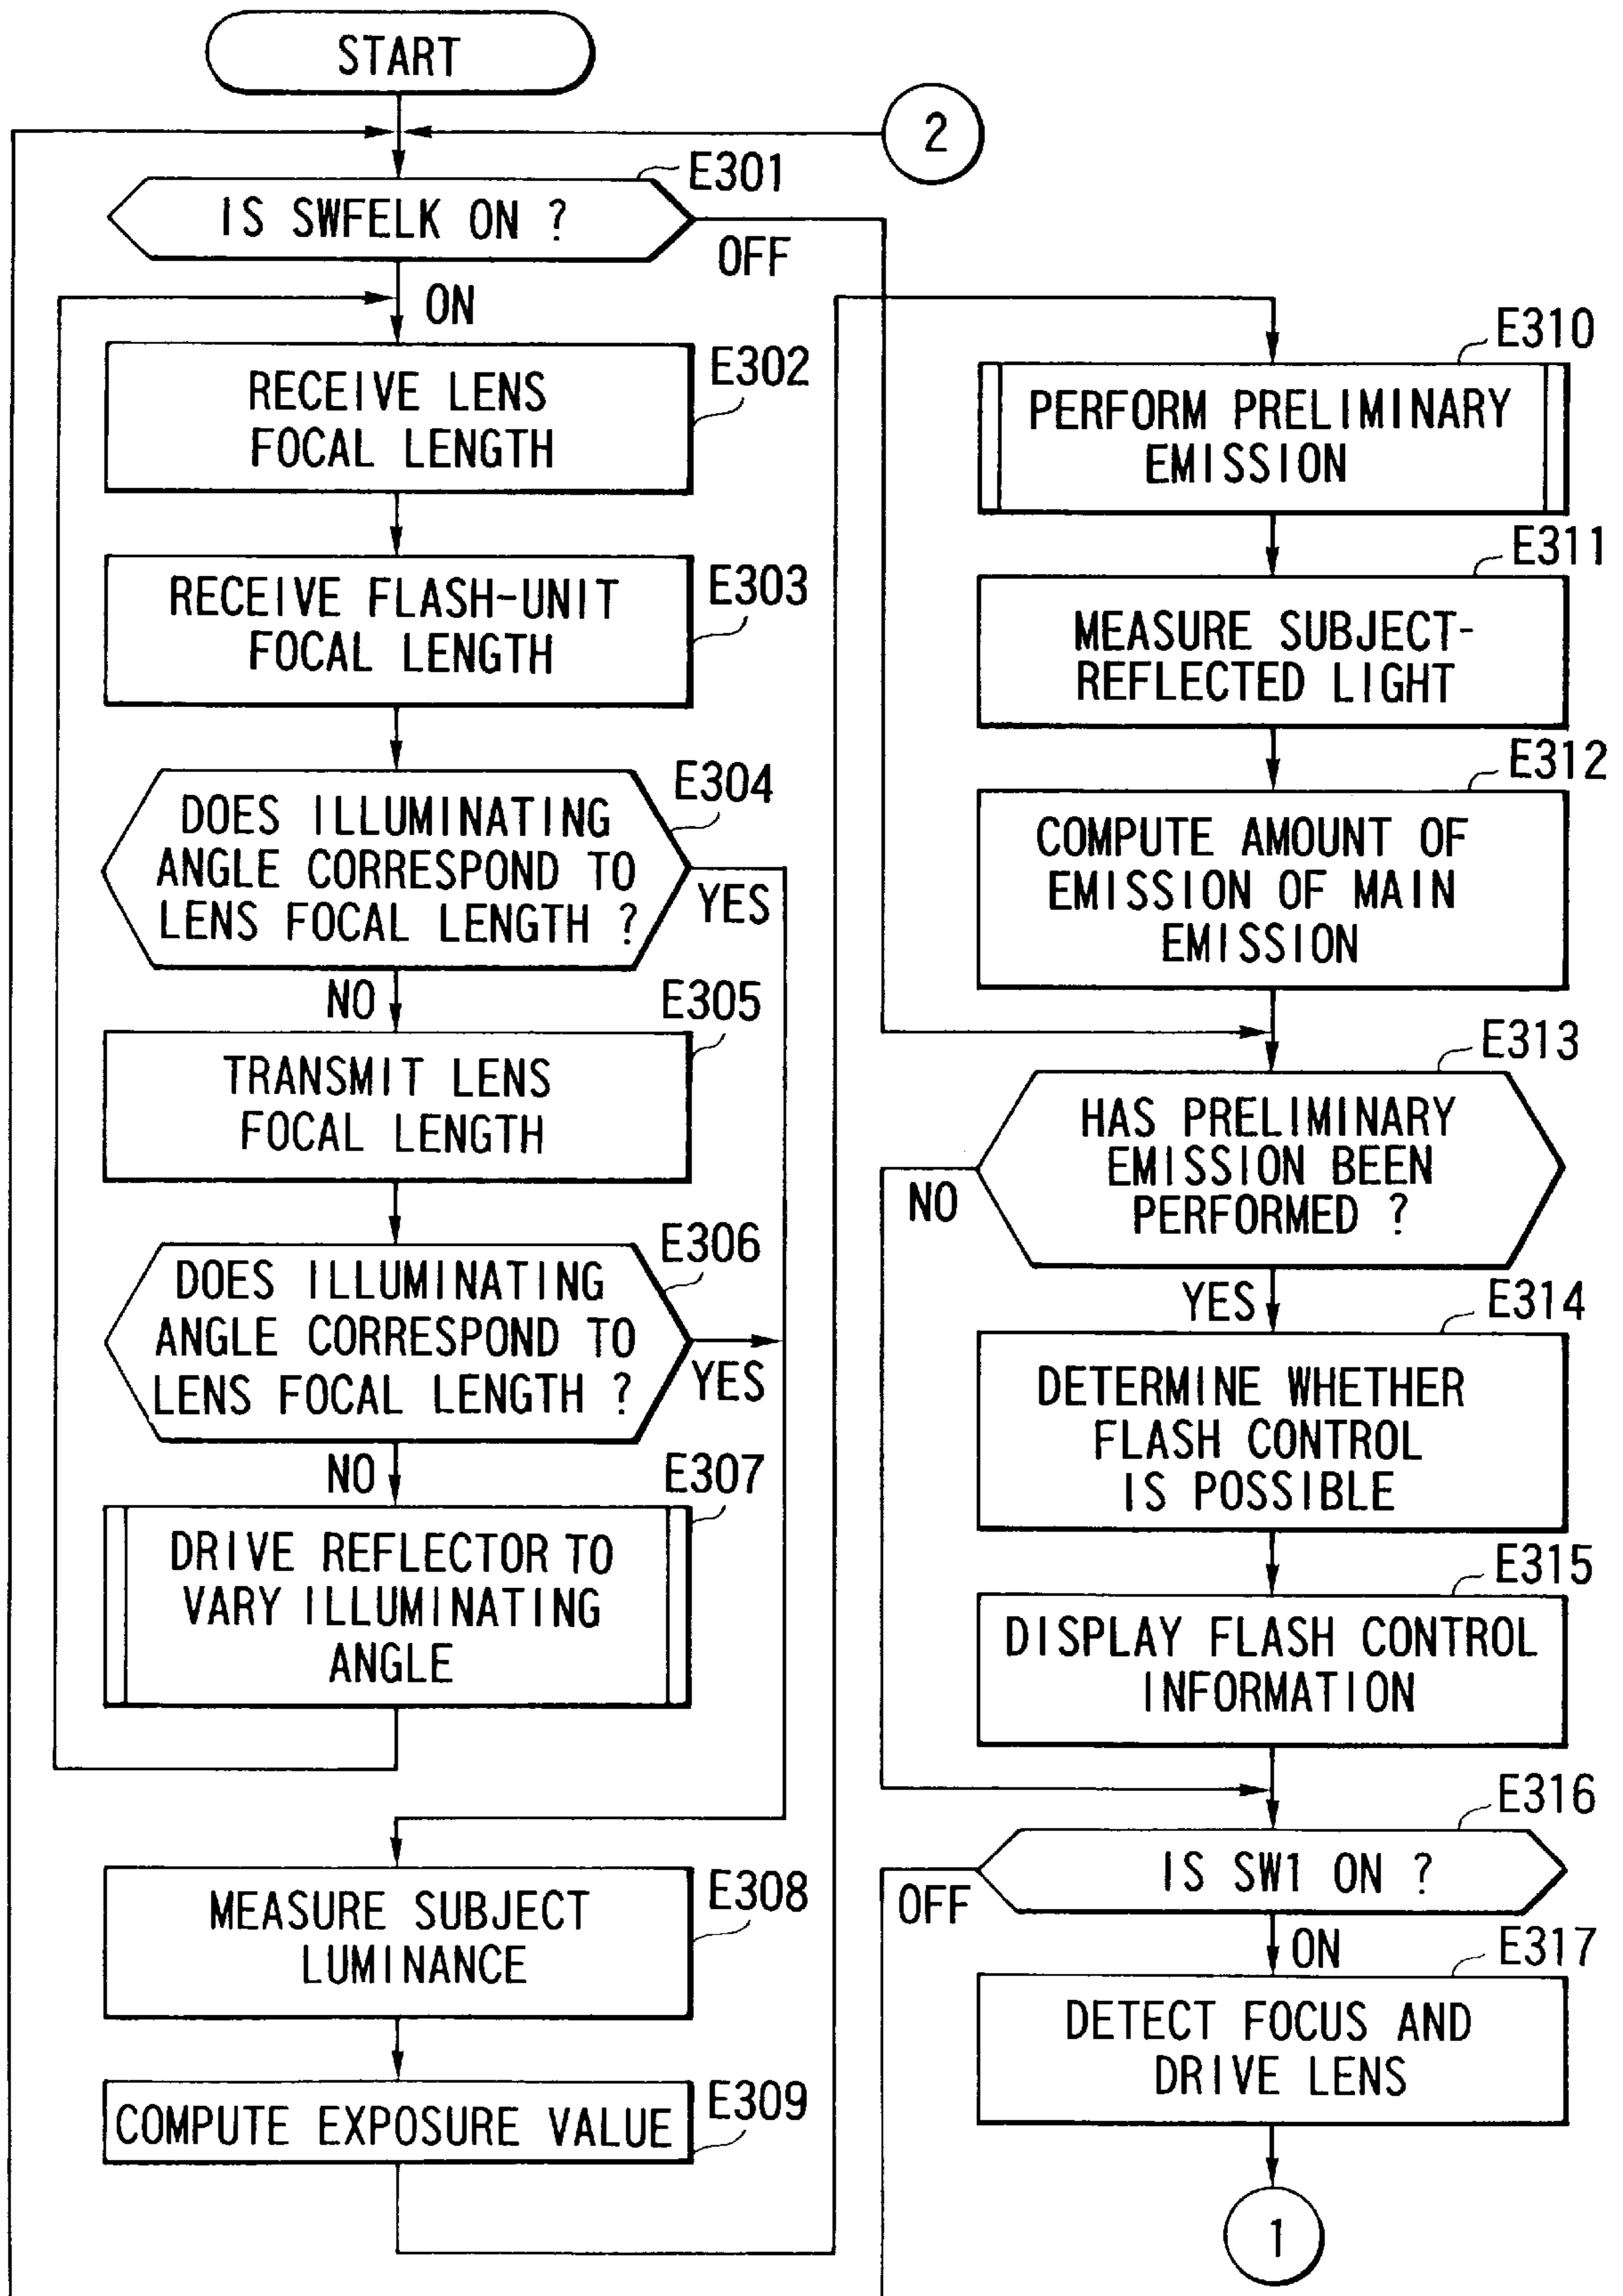 START
2
E301
IS SWFELK ON ?
OFF
ON
E302
RECEIVE LENS
FOCAL LENGTH
E303
RECEIVE FLASH-UNIT
FOCAL LENGTH
E304
DOES ILLUMINATING
ANGLE CORRESPOND TO
LENS FOCAL LENGTH ?
YES
NO
E305
TRANSMIT LENS
FOCAL LENGTH
E306
DOES ILLUMINATING
ANGLE CORRESPOND TO
LENS FOCAL LENGTH ?
YES
NO
E307
DRIVE REFLECTOR TO
VARY ILLUMINATING
ANGLE
E308
MEASURE SUBJECT
LUMINANCE
E309
COMPUTE EXPOSURE VALUE
E310
PERFORM PRELIMINARY
EMISSION
E311
MEASURE SUBJECT-
REFLECTED LIGHT
E312
COMPUTE AMOUNT OF
EMISSION OF MAIN
EMISSION
E313
HAS PRELIMINARY
EMISSION BEEN
PERFORMED ?
NO
YES
E314
DETERMINE WHETHER
FLASH CONTROL
IS POSSIBLE
E315
DISPLAY FLASH CONTROL
INFORMATION
E316
IS SW1 ON ?
OFF
ON
E317
DETECT FOCUS AND
DRIVE LENS
1